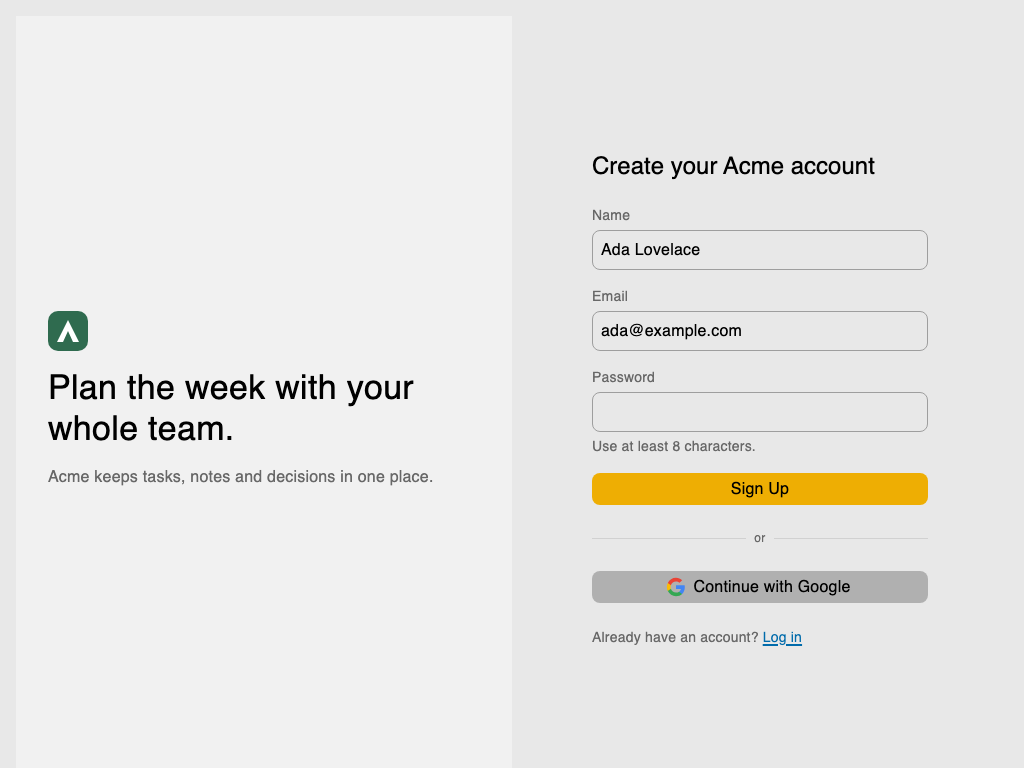 Plan the week with your
whole team.
Acme keeps tasks, notes and decisions in one place.
Create your Acme account
Name
Ada Lovelace
Email
ada@example.com
Password
Use at least 8 characters.
Sign Up
or
Continue with Google
Already have an account? Log in